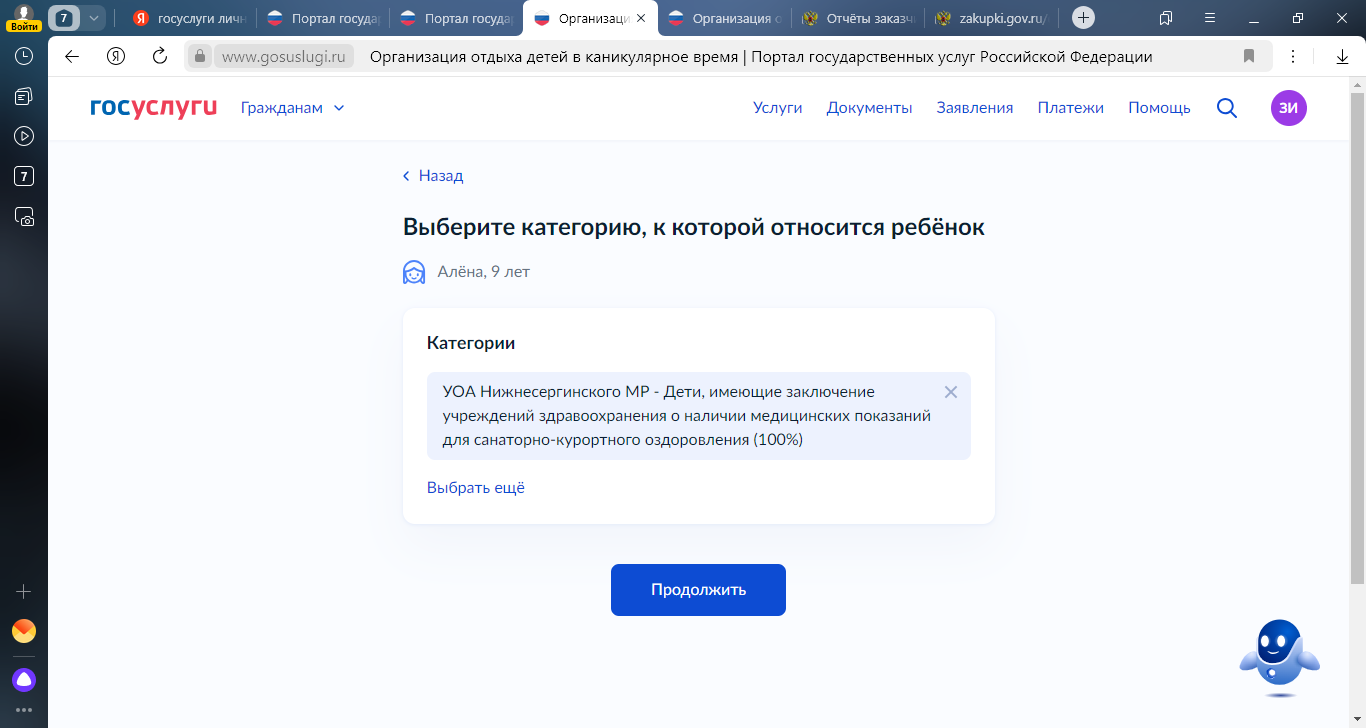 Войти
7
госуслуги личн
Портал государ
Портал государ
Организаци
Организация о
Отчёты заказчи
zakupki.gov.ru/
www.gosuslugi.ru
Организация отдыха детей в каникулярное время | Портал государственных услуг Российской Федерации
7
госуслуги
Гражданам
Услуги
Документы
Заявления
Платежи
Помощь
ЗИ
Назад
Выберите категорию, к которой относится ребёнок
Алёна, 9 лет
Категории
УОА Нижнесергинского МР - Дети, имеющие заключение
учреждений здравоохранения о наличии медицинских показаний
для санаторно-курортного оздоровления (100%)
Выбрать ещё
Продолжить